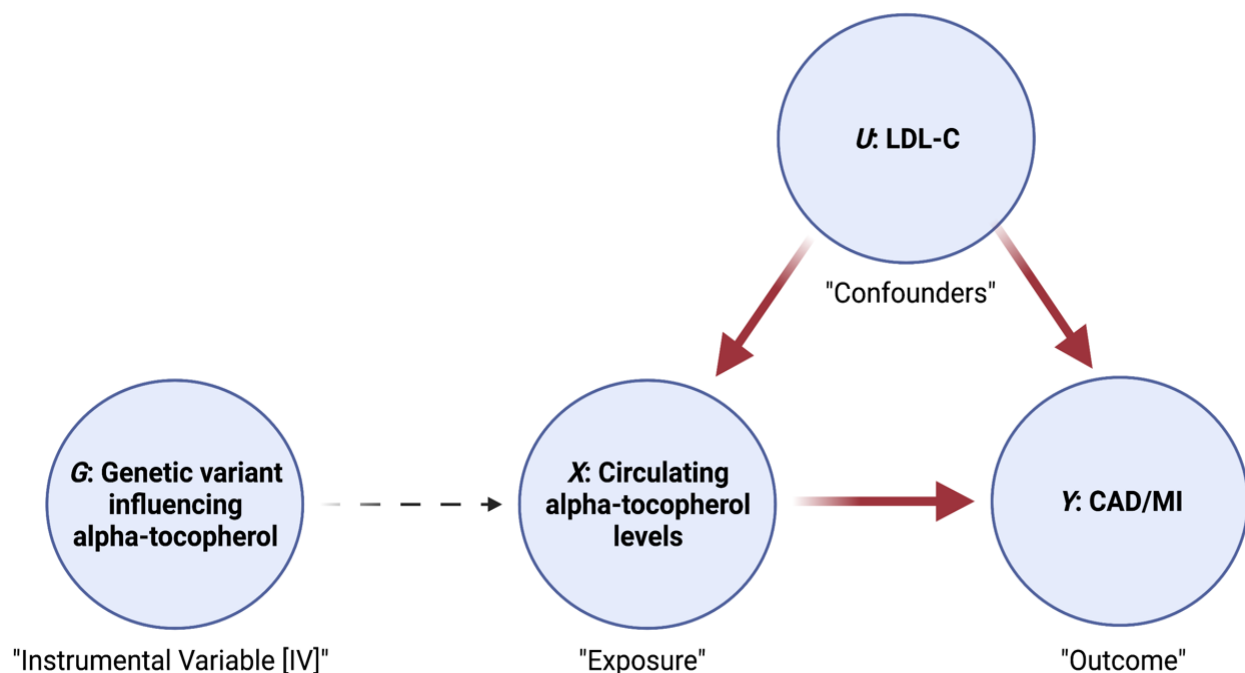 U: LDL-C
"Confounders"
G: Genetic variant
influencing
alpha-tocopherol
X: Circulating
alpha-tocopherol
levels
Y: CAD/MI
"Instrumental Variable [IV]"
"Exposure"
"Outcome"